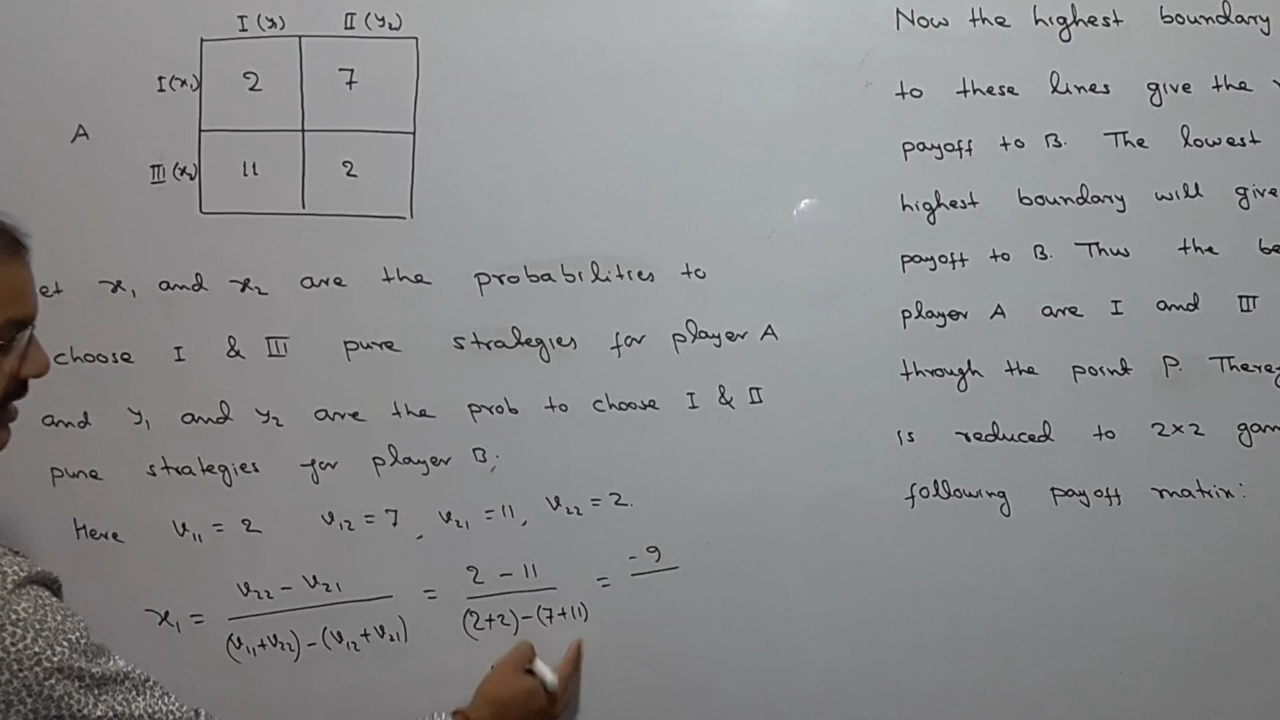 I (y₁) II (y₂)
I(x₁) 2 7
A
III (x₂) 11 2
et x₁ and x₂ are the probabilities to
choose I & III pure strategies for player A
and y₁ and y₂ are the prob to choose I & II
pure strategies for player B.
Here v₁₁ = 2 v₁₂ = 7, v₂₁ = 11, v₂₂ = 2.
x₁ = (v₂₂ - v₂₁) / ((v₁₁+v₂₂) - (v₁₂+v₂₁)) = (2 - 11) / ((2+2) - (7+11)) = -9 /
Now the highest boundary
to these lines give the
payoff to B. The lowest
highest boundary will give
payoff to B. Thus the be
player A are I and III
through the point P. There
is reduced to 2×2 gam
following payoff matrix: